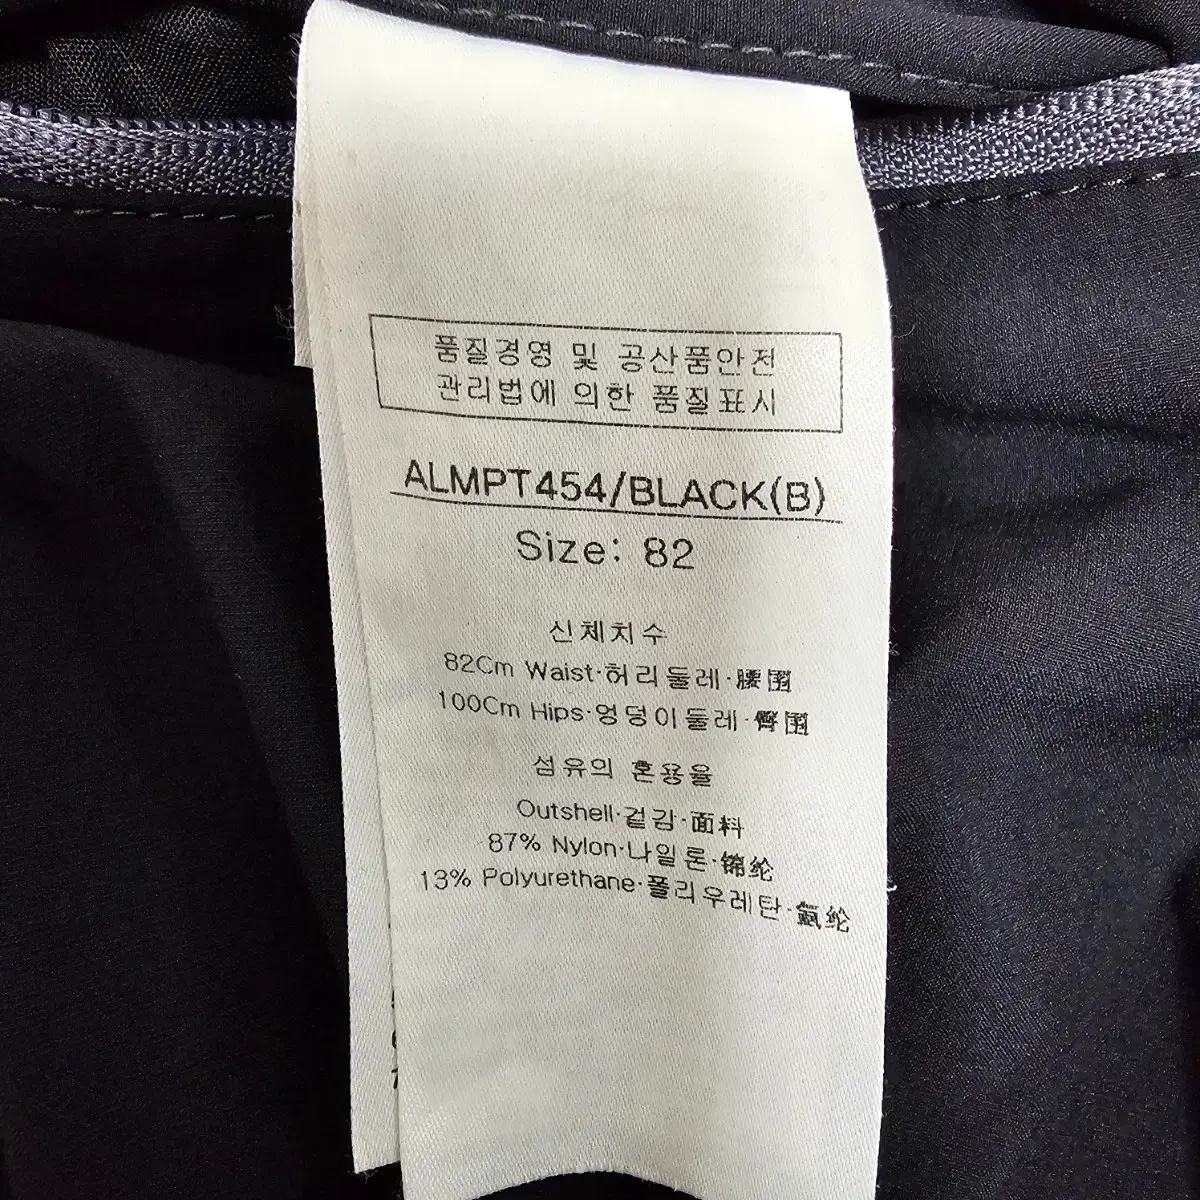 품질경영 및 공산품안전
관리법에 의한 품질표시
ALMPT454/BLACK(B)
Size: 82
신체치수
82Cm Waist·허리둘레·腰围
100Cm Hips·엉덩이둘레·臀围
섬유의 혼용율
Outshell·겉감·面料
87% Nylon·나일론·锦纶
13% Polyurethane·폴리우레탄·氨纶